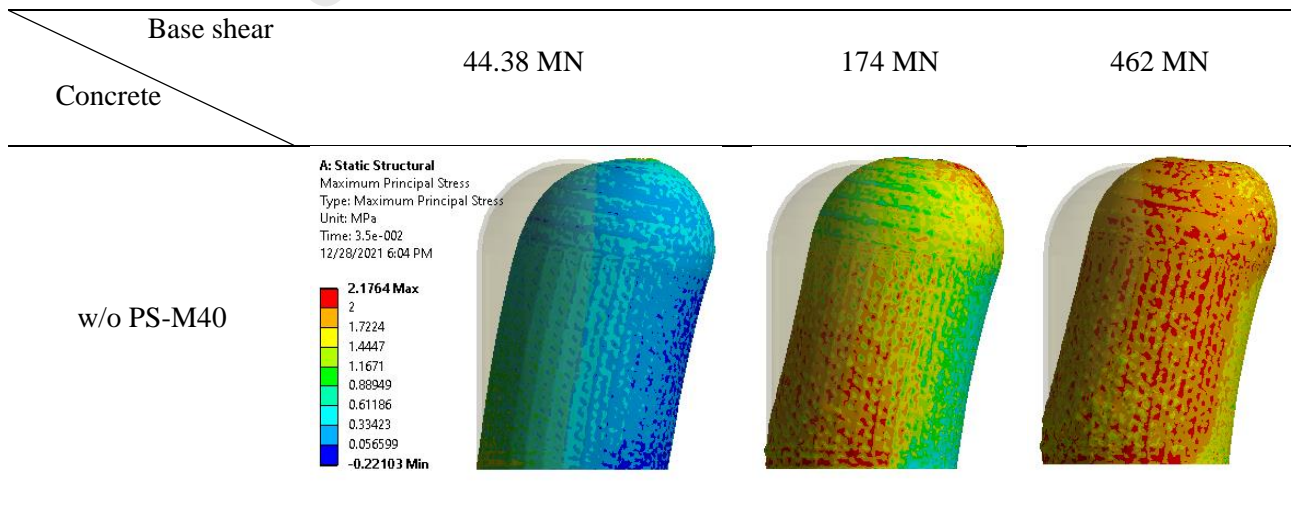 Base shear
Concrete
44.38 MN
174 MN
462 MN
w/o PS-M40
A: Static Structural
Maximum Principal Stress
Type: Maximum Principal Stress
Unit: MPa
Time: 3.5e-002
12/28/2021 6:04 PM
2.1764 Max
2
1.7224
1.4447
1.1671
0.88949
0.61186
0.33423
0.056599
-0.22103 Min